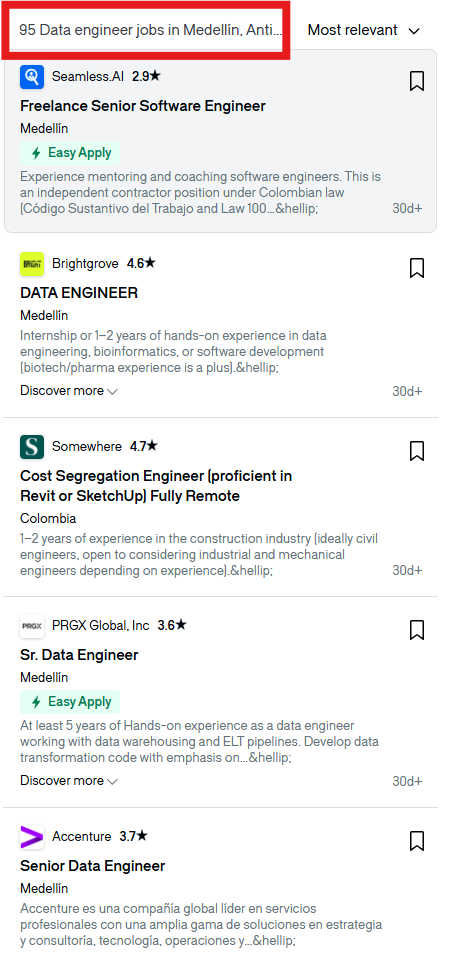 95 Data engineer jobs in Medellín, Anti...
Most relevant
Seamless.AI 2.9★
Freelance Senior Software Engineer
Medellín
Easy Apply
Experience mentoring and coaching software engineers. This is
an independent contractor position under Colombian law
(Código Sustantivo del Trabajo and Law 100...&hellip;
30d+
BRIGHT
Brightgrove 4.6★
DATA ENGINEER
Medellín
Internship or 1–2 years of hands-on experience in data
engineering, bioinformatics, or software development
(biotech/pharma experience is a plus).&hellip;
Discover more
30d+
S
Somewhere 4.7★
Cost Segregation Engineer (proficient in
Revit or SketchUp) Fully Remote
Colombia
1–2 years of experience in the construction industry (ideally civil
engineers, open to considering industrial and mechanical
engineers depending on experience).&hellip;
30d+
PRGX
PRGX Global, Inc 3.6★
Sr. Data Engineer
Medellín
Easy Apply
At least 5 years of Hands-on experience as a data engineer
working with data warehousing and ELT pipelines. Develop data
transformation code with emphasis on...&hellip;
Discover more
30d+
Accenture 3.7★
Senior Data Engineer
Medellín
Accenture es una compañía global líder en servicios
profesionales con una amplia gama de soluciones en estrategia
y consultoría, tecnología, operaciones y...&hellip;